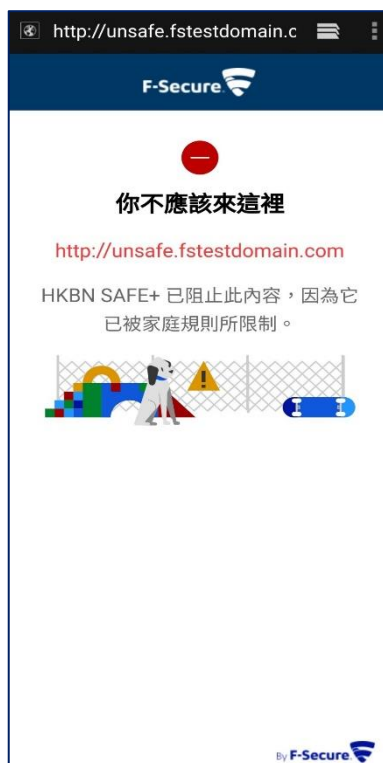 http://unsafe.fstestdomain.c
F-Secure
你不應該來這裡
http://unsafe.fstestdomain.com
HKBN SAFE+ 已阻止此內容，因為它
已被家庭規則所限制。
By F-Secure